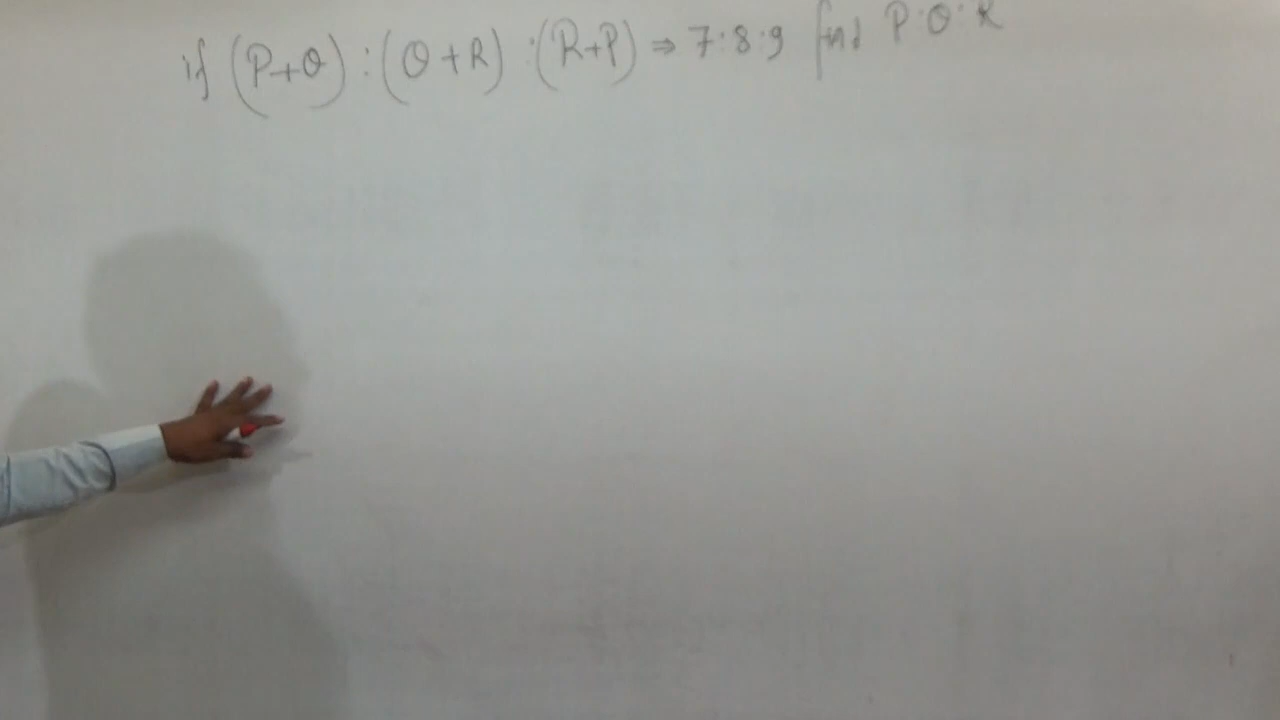 if (P+Q) : (Q+R) : (R+P) ⇒ 7:8:9 find P:Q:R